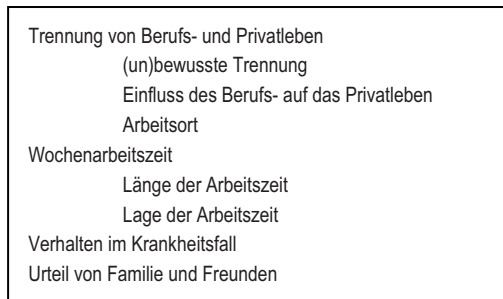 Trennung von Berufs- und Privatleben
(un)bewusste Trennung
Einfluss des Berufs- auf das Privatleben
Arbeitsort
Wochenarbeitszeit
Länge der Arbeitszeit
Lage der Arbeitszeit
Verhalten im Krankheitsfall
Urteil von Familie und Freunden